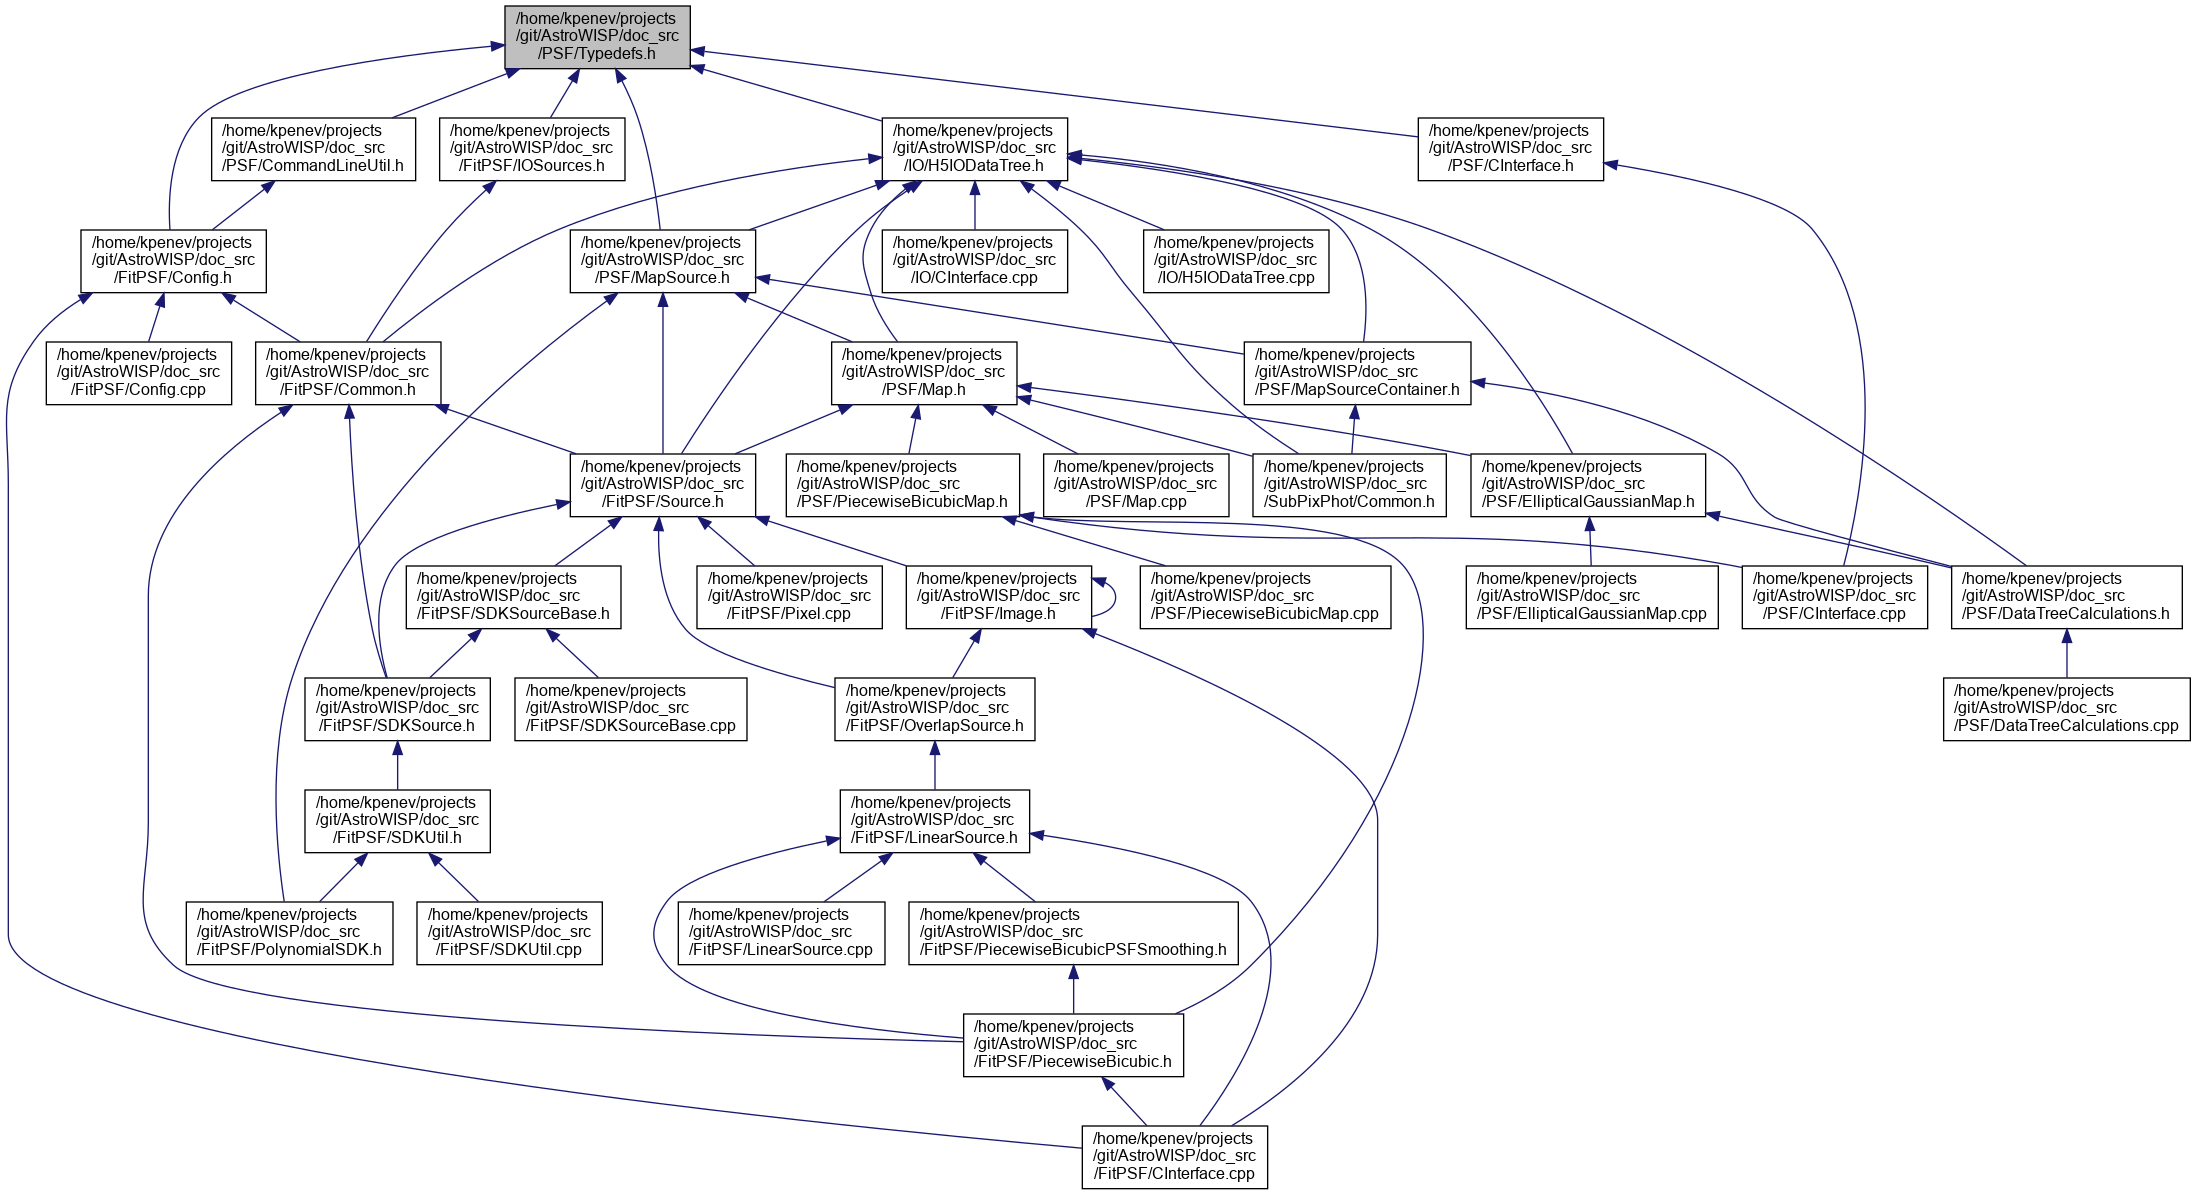 /home/kpenev/projects
/git/AstroWISP/doc_src
/PSF/Typedefs.h
/home/kpenev/projects
/git/AstroWISP/doc_src
/PSF/CommandLineUtil.h
/home/kpenev/projects
/git/AstroWISP/doc_src
/FitPSF/IOSources.h
/home/kpenev/projects
/git/AstroWISP/doc_src
/IO/H5IODataTree.h
/home/kpenev/projects
/git/AstroWISP/doc_src
/PSF/CInterface.h
/home/kpenev/projects
/git/AstroWISP/doc_src
/FitPSF/Config.h
/home/kpenev/projects
/git/AstroWISP/doc_src
/PSF/MapSource.h
/home/kpenev/projects
/git/AstroWISP/doc_src
/IO/CInterface.cpp
/home/kpenev/projects
/git/AstroWISP/doc_src
/IO/H5IODataTree.cpp
/home/kpenev/projects
/git/AstroWISP/doc_src
/FitPSF/Config.cpp
/home/kpenev/projects
/git/AstroWISP/doc_src
/FitPSF/Common.h
/home/kpenev/projects
/git/AstroWISP/doc_src
/PSF/Map.h
/home/kpenev/projects
/git/AstroWISP/doc_src
/PSF/MapSourceContainer.h
/home/kpenev/projects
/git/AstroWISP/doc_src
/FitPSF/Source.h
/home/kpenev/projects
/git/AstroWISP/doc_src
/PSF/PiecewiseBicubicMap.h
/home/kpenev/projects
/git/AstroWISP/doc_src
/PSF/Map.cpp
/home/kpenev/projects
/git/AstroWISP/doc_src
/SubPixPhot/Common.h
/home/kpenev/projects
/git/AstroWISP/doc_src
/PSF/EllipticalGaussianMap.h
/home/kpenev/projects
/git/AstroWISP/doc_src
/FitPSF/SDKSourceBase.h
/home/kpenev/projects
/git/AstroWISP/doc_src
/FitPSF/Pixel.cpp
/home/kpenev/projects
/git/AstroWISP/doc_src
/FitPSF/Image.h
/home/kpenev/projects
/git/AstroWISP/doc_src
/PSF/PiecewiseBicubicMap.cpp
/home/kpenev/projects
/git/AstroWISP/doc_src
/PSF/EllipticalGaussianMap.cpp
/home/kpenev/projects
/git/AstroWISP/doc_src
/PSF/CInterface.cpp
/home/kpenev/projects
/git/AstroWISP/doc_src
/PSF/DataTreeCalculations.h
/home/kpenev/projects
/git/AstroWISP/doc_src
/FitPSF/SDKSource.h
/home/kpenev/projects
/git/AstroWISP/doc_src
/FitPSF/SDKSourceBase.cpp
/home/kpenev/projects
/git/AstroWISP/doc_src
/FitPSF/OverlapSource.h
/home/kpenev/projects
/git/AstroWISP/doc_src
/PSF/DataTreeCalculations.cpp
/home/kpenev/projects
/git/AstroWISP/doc_src
/FitPSF/SDKUtil.h
/home/kpenev/projects
/git/AstroWISP/doc_src
/FitPSF/LinearSource.h
/home/kpenev/projects
/git/AstroWISP/doc_src
/FitPSF/PolynomialSDK.h
/home/kpenev/projects
/git/AstroWISP/doc_src
/FitPSF/SDKUtil.cpp
/home/kpenev/projects
/git/AstroWISP/doc_src
/FitPSF/LinearSource.cpp
/home/kpenev/projects
/git/AstroWISP/doc_src
/FitPSF/PiecewiseBicubicPSFSmoothing.h
/home/kpenev/projects
/git/AstroWISP/doc_src
/FitPSF/PiecewiseBicubic.h
/home/kpenev/projects
/git/AstroWISP/doc_src
/FitPSF/CInterface.cpp